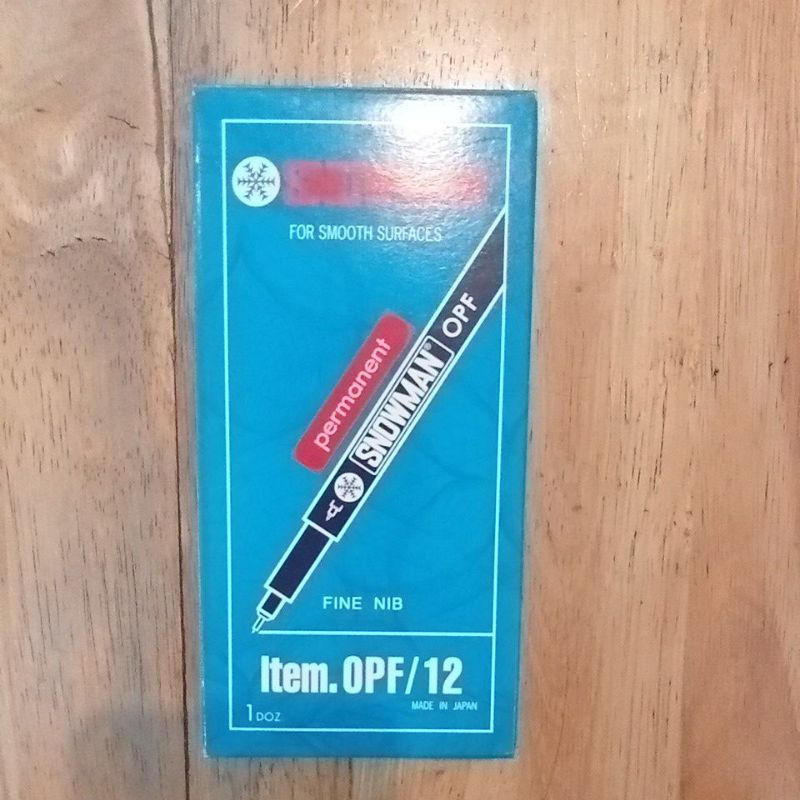 FOR SMOOTH SURFACES
permanent
SNOWMAN® OPF
FINE NIB
Item. OPF/12
MADE IN JAPAN
1 DOZ